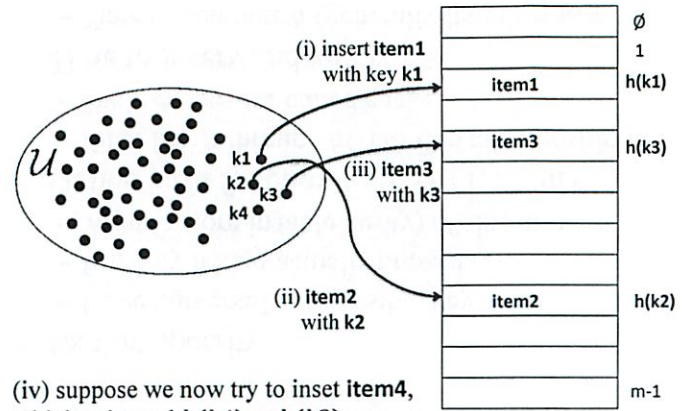 Ø
(i) insert item1
1
with key k1
item1
h(k1)
U
k1
item3
h(k3)
k2
k3
(iii) item3
with k3
k4
(ii) item2
with k2
item2
h(k2)
(iv) suppose we now try to inset item4,
m-1